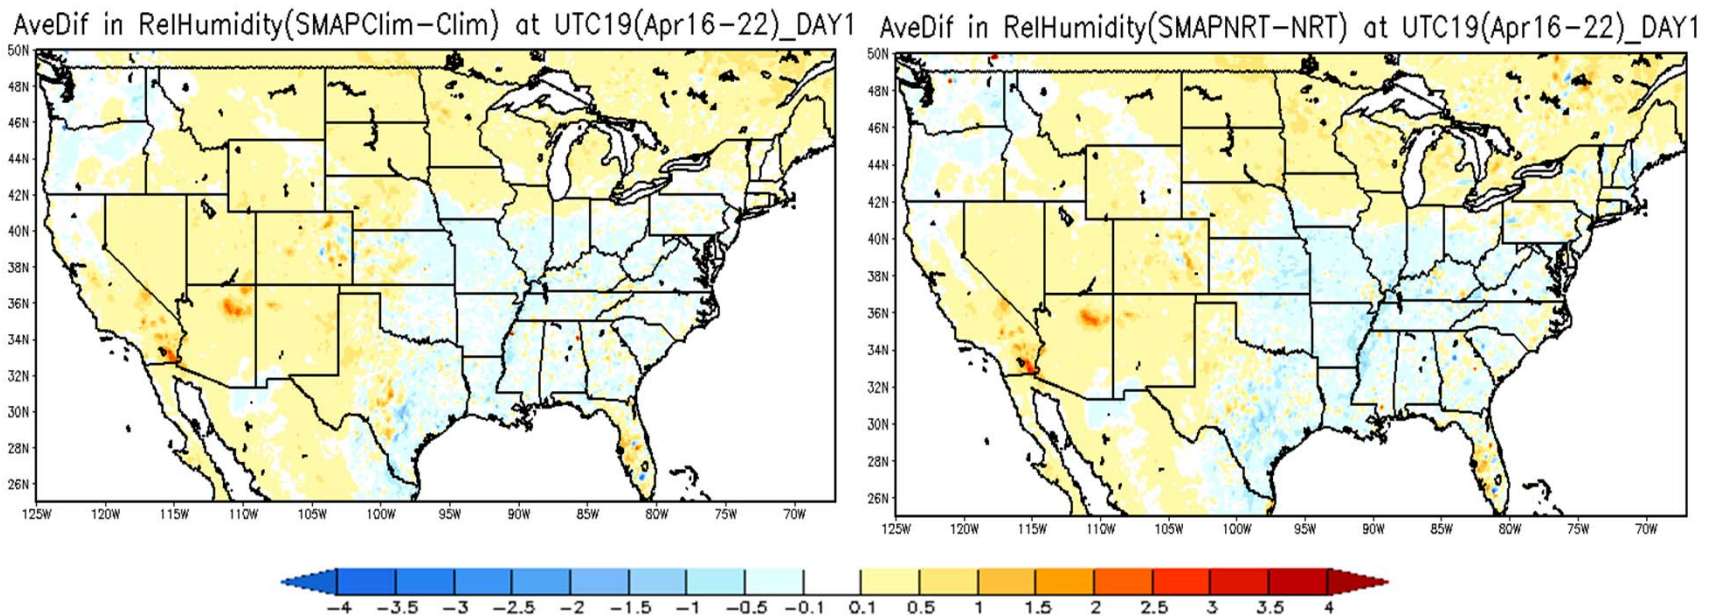 AveDif in RelHumidity(SMAPClim−Clim) at UTC19(Apr16−22)_DAY1
50N
48N
46N
44N
42N
40N
38N
36N
34N
32N
30N
28N
26N
125W 120W 115W 110W 105W 100W 95W 90W 85W 80W 75W 70W
AveDif in RelHumidity(SMAPNRT−NRT) at UTC19(Apr16−22)_DAY1
50N
48N
46N
44N
42N
40N
38N
36N
34N
32N
30N
28N
26N
125W 120W 115W 110W 105W 100W 95W 90W 85W 80W 75W 70W
−4 −3.5 −3 −2.5 −2 −1.5 −1 −0.5 −0.1 0.1 0.5 1 1.5 2 2.5 3 3.5 4